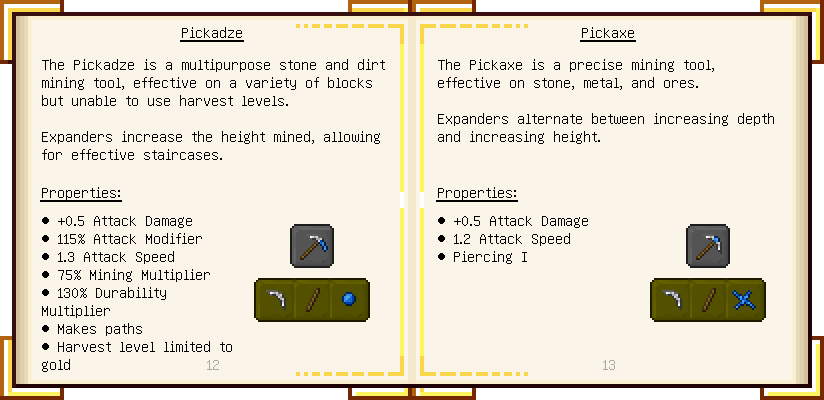 Pickadze
The Pickadze is a multipurpose stone and dirt
mining tool, effective on a variety of blocks
but unable to use harvest levels.
Expanders increase the height mined, allowing
for effective staircases.
Properties:
● +0.5 Attack Damage
● 115% Attack Modifier
● 1.3 Attack Speed
● 75% Mining Multiplier
● 130% Durability
Multiplier
● Makes paths
● Harvest level limited to
gold
12
Pickaxe
The Pickaxe is a precise mining tool,
effective on stone, metal, and ores.
Expanders alternate between increasing depth
and increasing height.
Properties:
● +0.5 Attack Damage
● 1.2 Attack Speed
● Piercing I
13